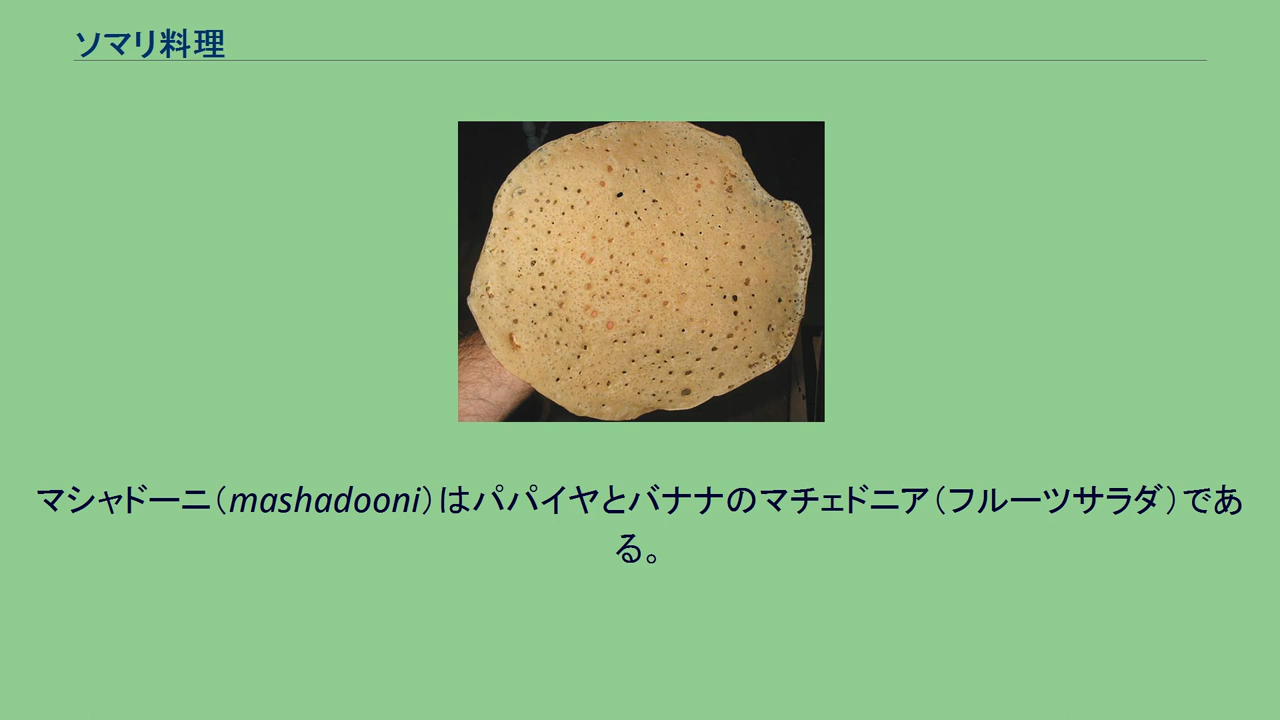 ソマリ料理
マシャドーニ（mashadooni）はパパイヤとバナナのマチェドニア（フルーツサラダ）であ
る。